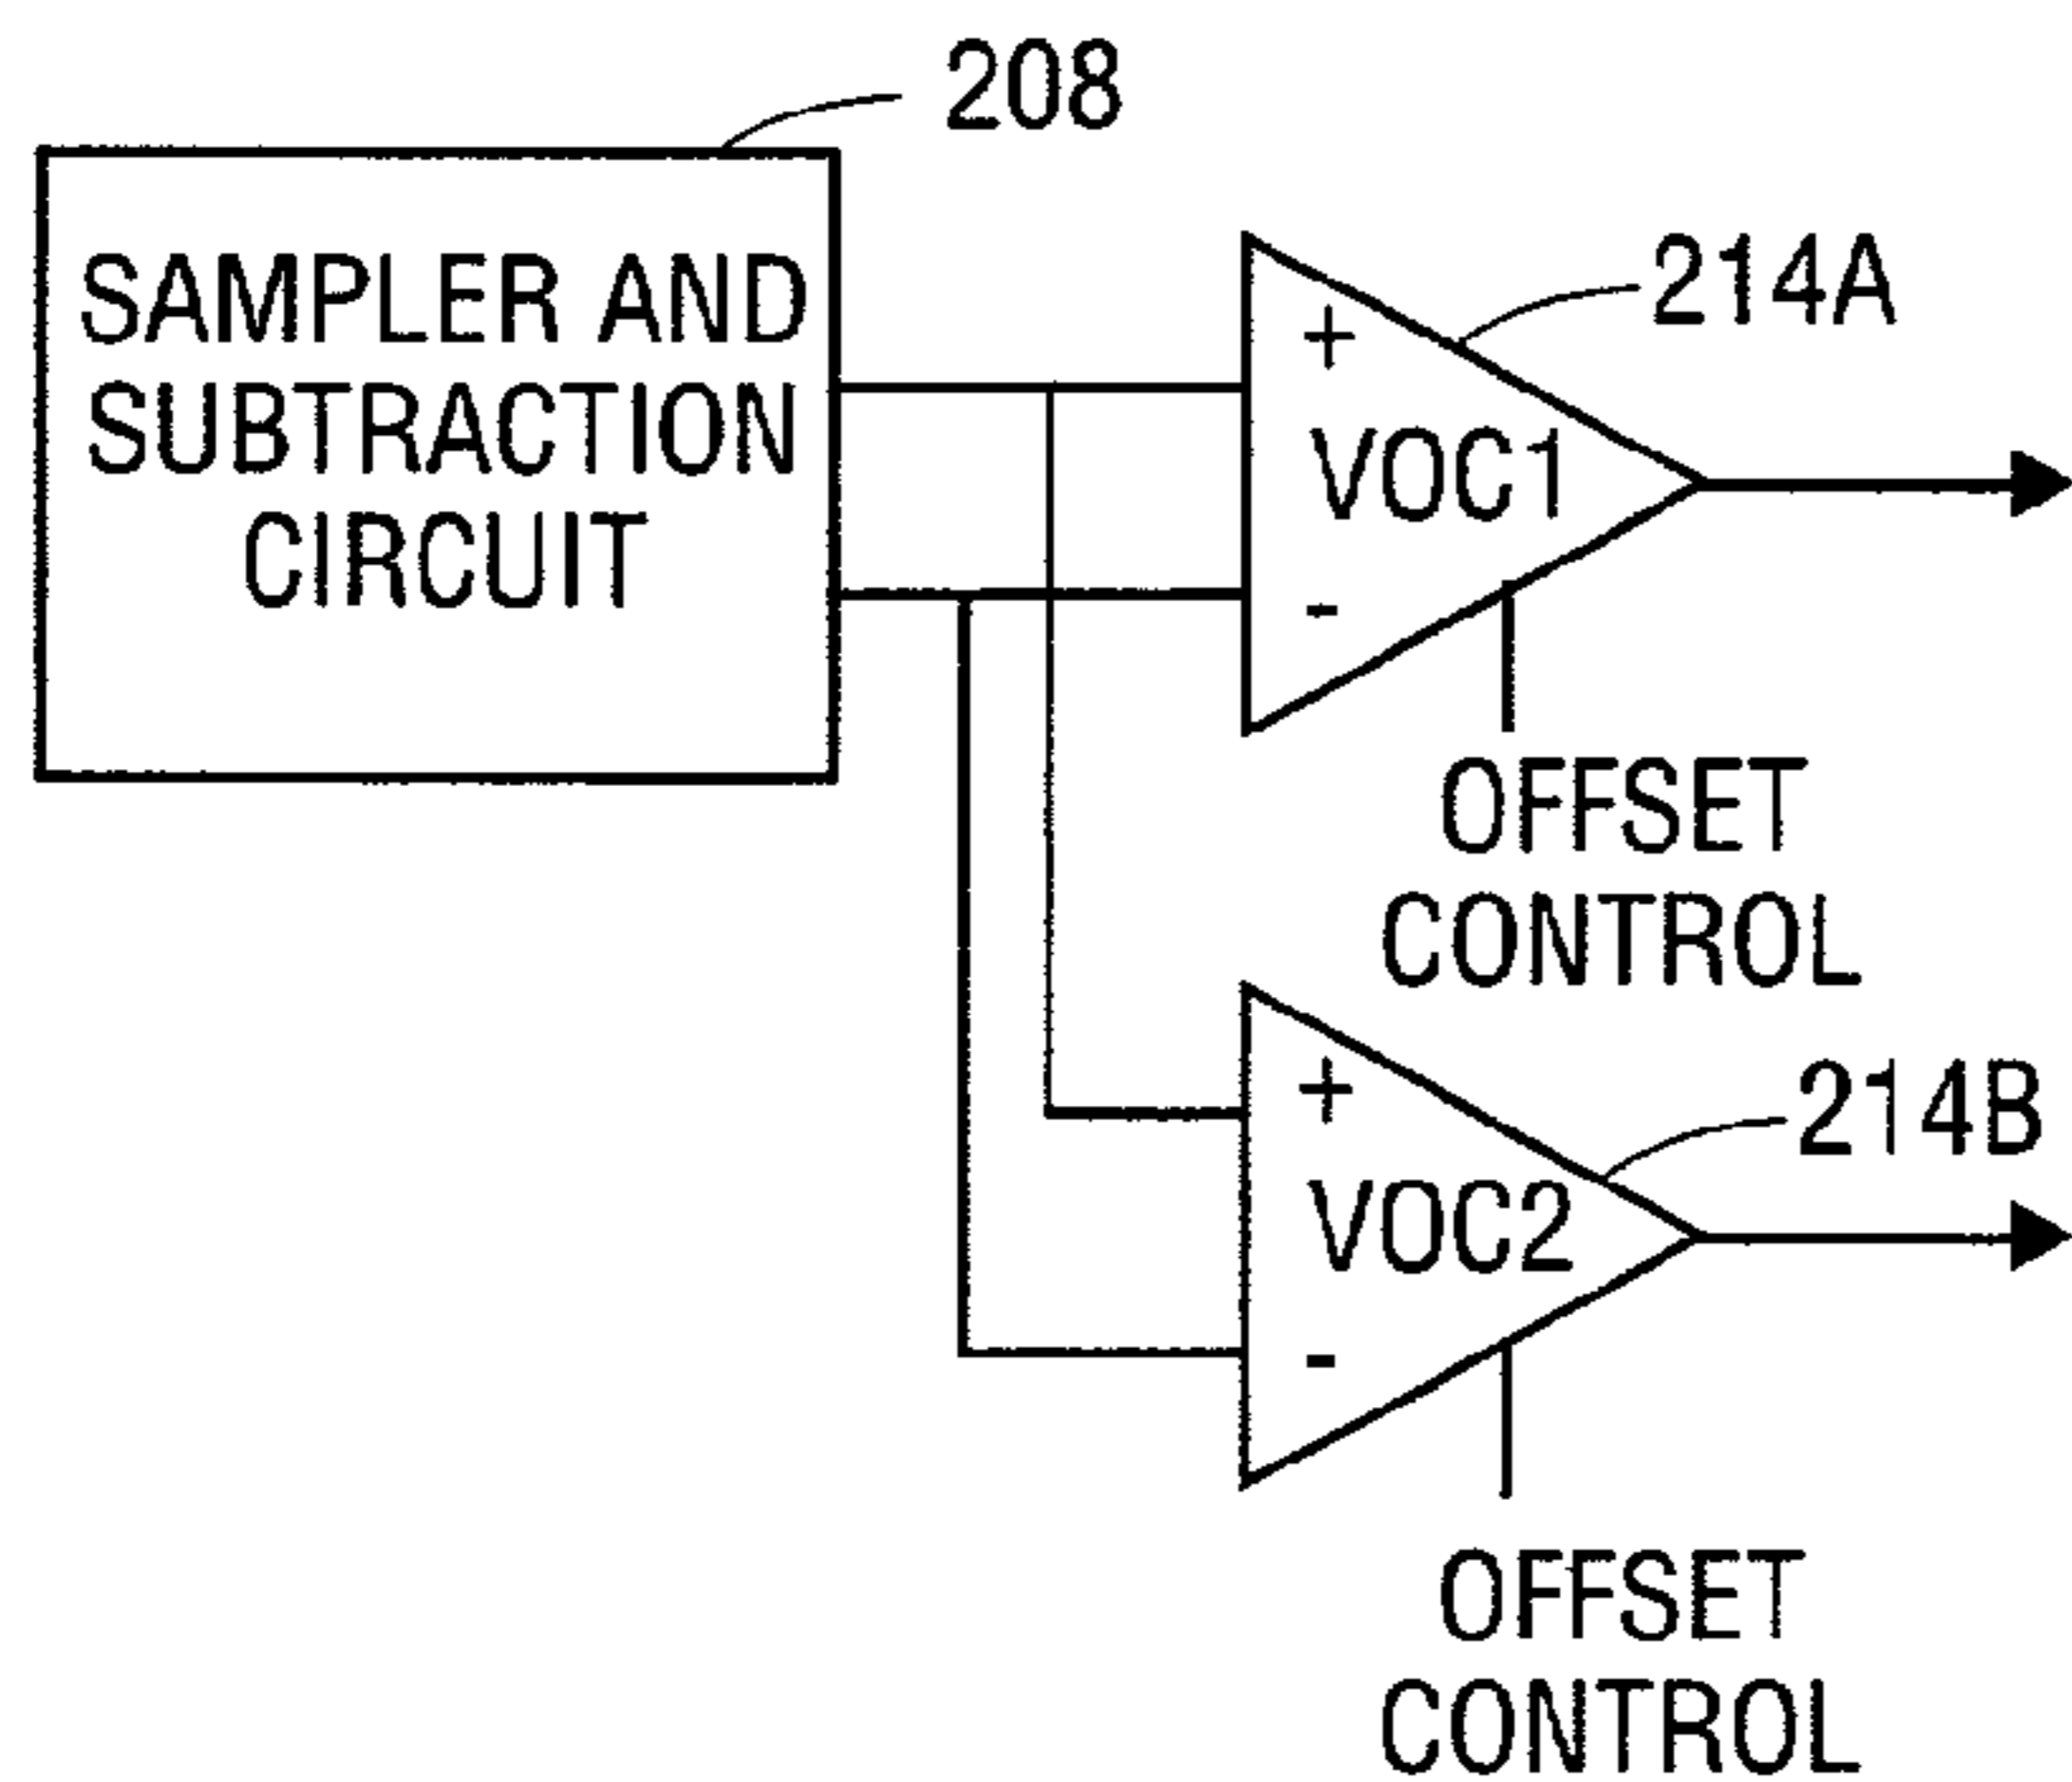 208
SAMPLER AND
SUBTRACTION
CIRCUIT
214A
+
VOC1
-
OFFSET
CONTROL
214B
+
VOC2
-
OFFSET
CONTROL